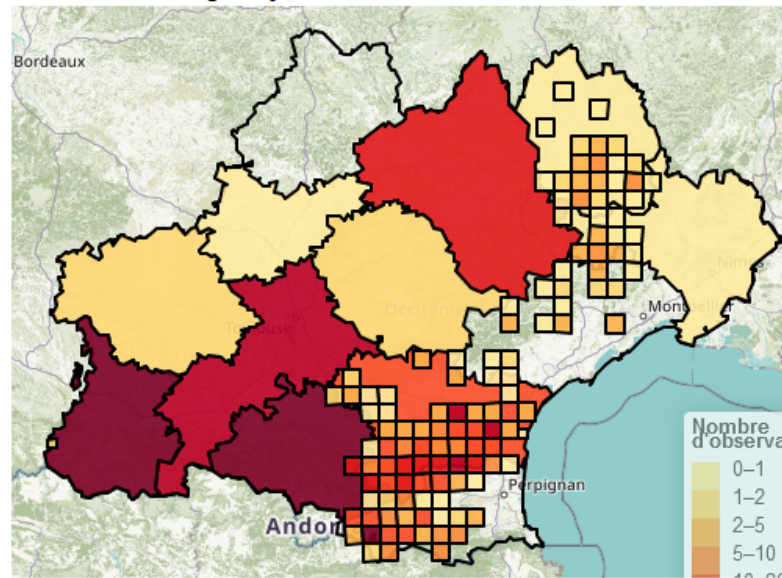 Bordeaux
Toulouse
Occitanie
Nîmes
Montpellier
Perpignan
Andor
Nombre
d'observa
0–1
1–2
2–5
5–10